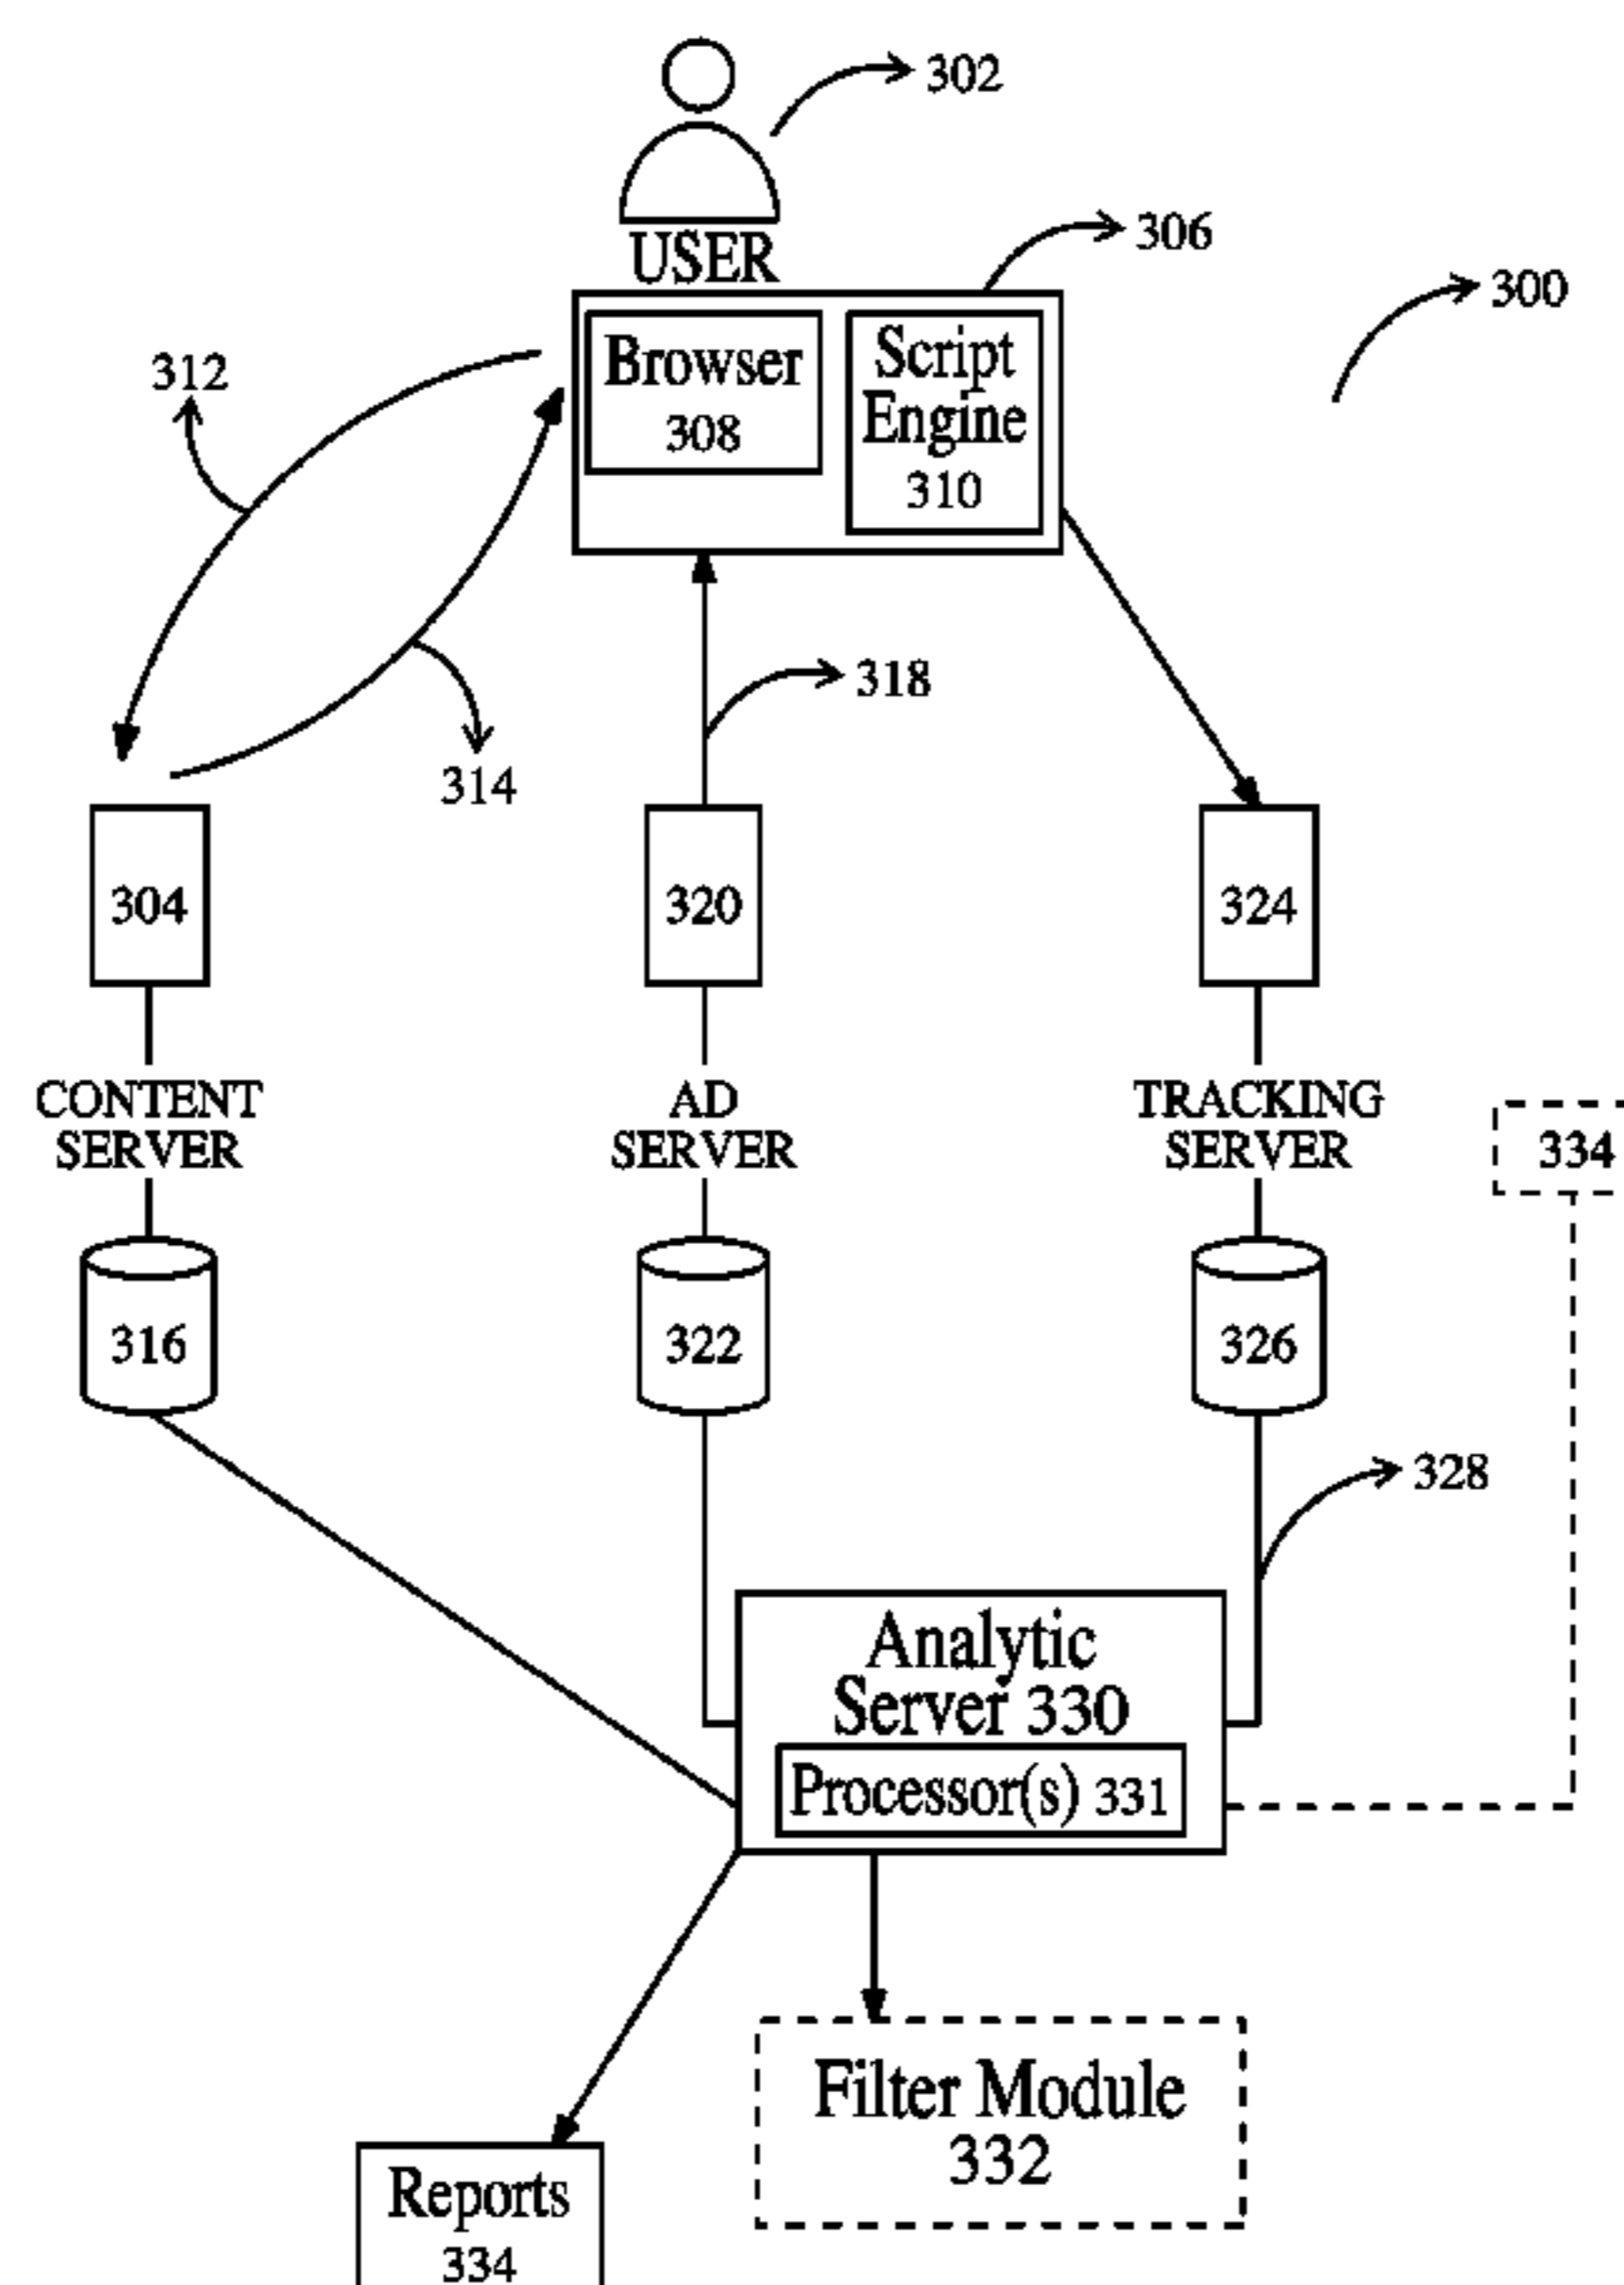 302
USER
306
300
Browser
308
Script
Engine
310
312
318
314
304
320
324
CONTENT
SERVER
AD
SERVER
TRACKING
SERVER
334
316
322
326
328
Analytic
Server 330
Processor(s) 331
Filter Module
332
Reports
334